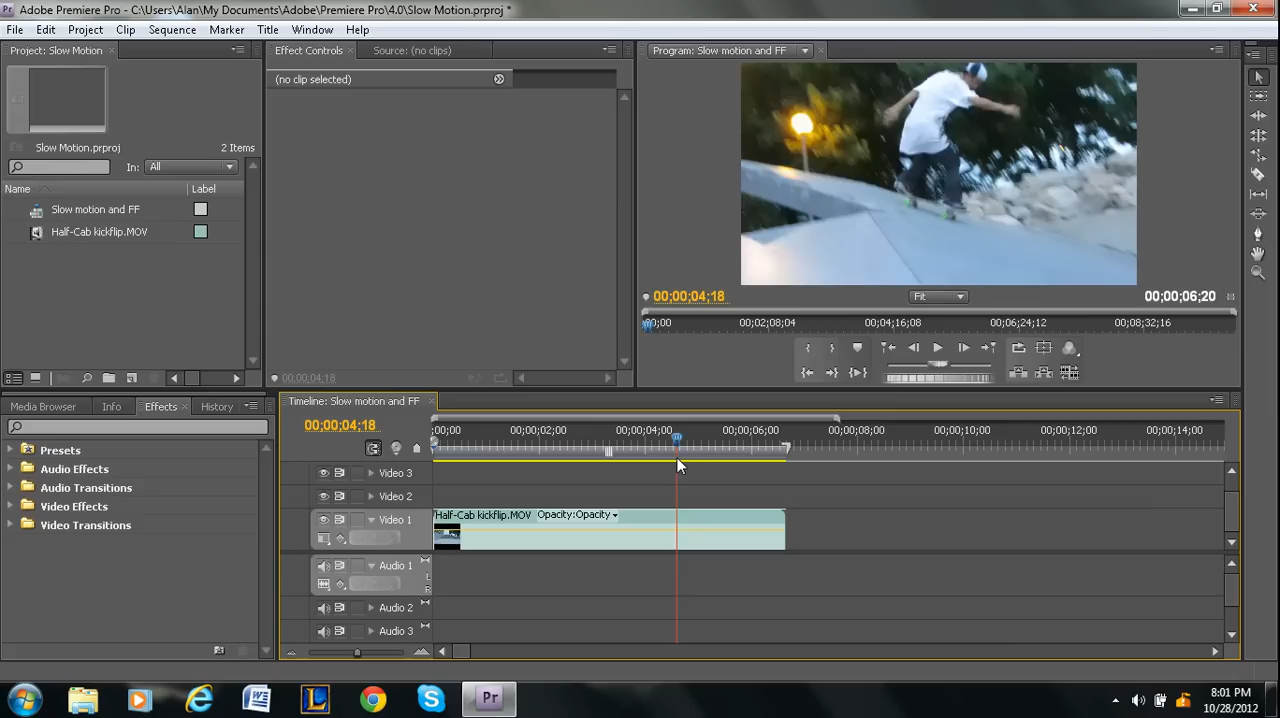 Adobe Premiere Pro - C:\Users\Alan\My Documents\Adobe\Premiere Pro\4.0\Slow Motion.prproj *
File Edit Project Clip Sequence Marker Title Window Help
Project: Slow Motion
Effect Controls Source: (no clips)
Program: Slow motion and FF
(no clip selected)
Slow Motion.prproj 2 Items
In: All
Name Label
Slow motion and FF
Half-Cab kickflip.MOV
00;00;04;18 Fit 00;00;06;20
00;00 00;02;08;04 00;04;16;08 00;06;24;12 00;08;32;16
00;00;04;18
Media Browser Info Effects History
Timeline: Slow motion and FF
00;00;04;18
;00;00 00;00;02;00 00;00;04;00 00;00;06;00 00;00;08;00 00;00;10;00 00;00;12;00 00;00;14;00
Presets
Audio Effects
Audio Transitions
Video Effects
Video Transitions
Video 3
Video 2
Video 1 Half-Cab kickflip.MOV Opacity:Opacity
Audio 1
L
R
Audio 2
Audio 3
Pr
8:01 PM
10/28/2012